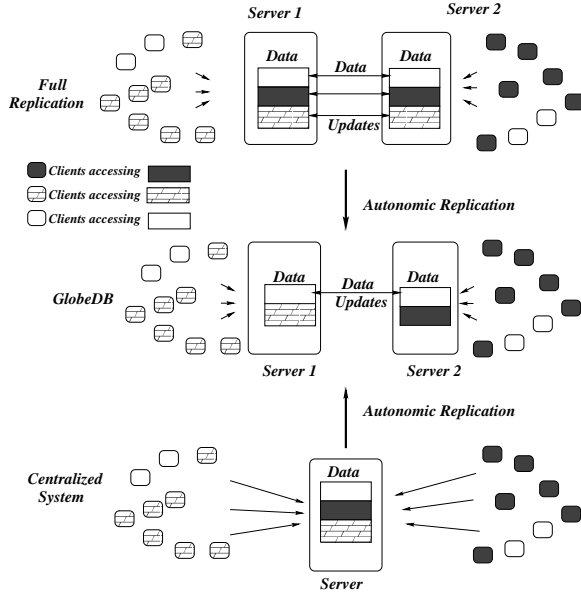 Server 1
Server 2
Data
Data
Data
Full
Replication
Updates
Clients accessing
Clients accessing
Clients accessing
Autonomic Replication
GlobeDB
Data
Data
Updates
Data
Server 1
Server 2
Autonomic Replication
Centralized
System
Data
Server